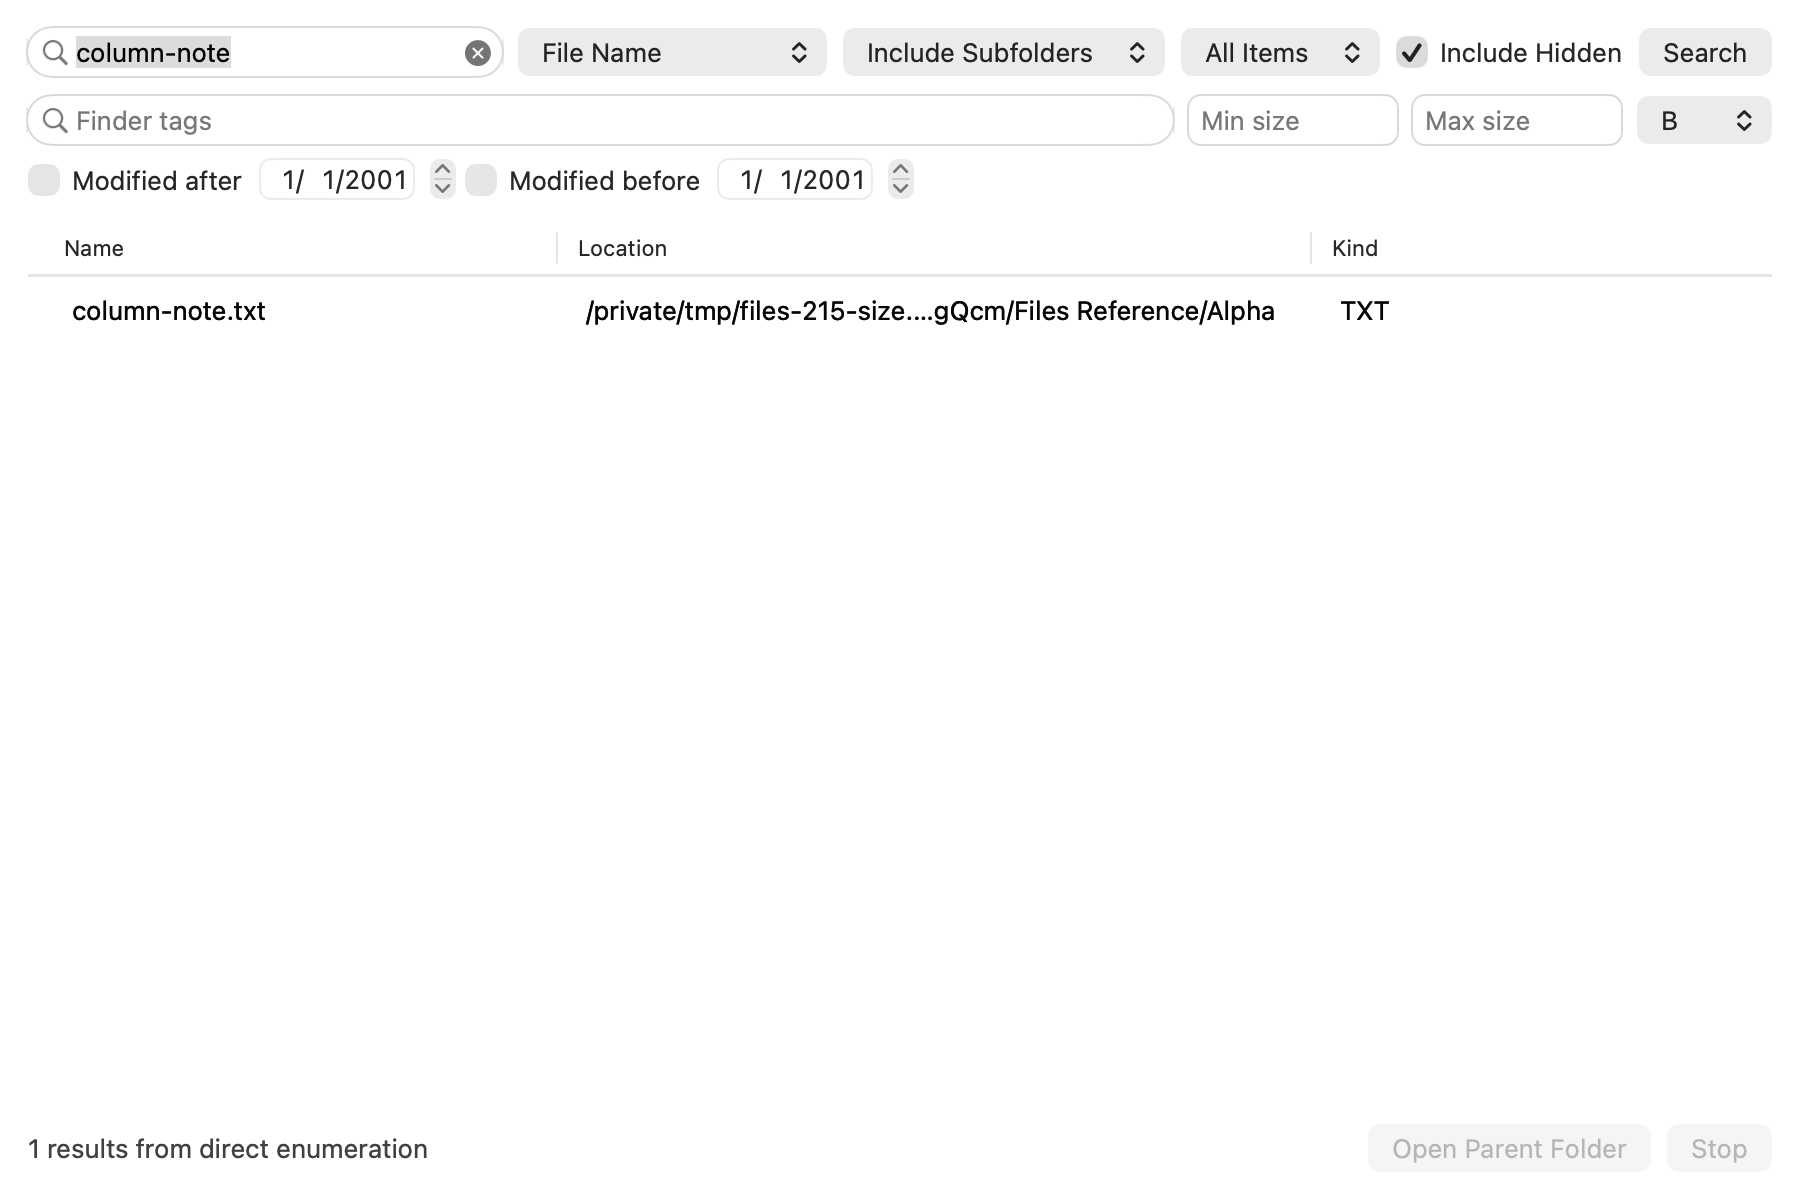 column-note File Name Include Subfolders All Items Include Hidden Search
Finder tags Min size Max size B
Modified after 1/ 1/2001 Modified before 1/ 1/2001
Name Location Kind
column-note.txt /private/tmp/files-215-size....gQcm/Files Reference/Alpha TXT
1 results from direct enumeration Open Parent Folder Stop